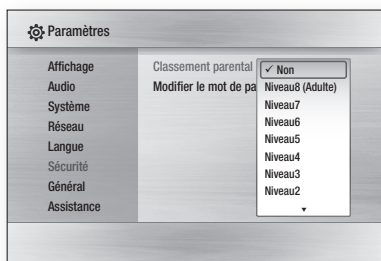 Paramètres
Affichage
Audio
Système
Réseau
Langue
Sécurité
Général
Assistance
Classement parental
Modifier le mot de pa
✓ Non
Niveau8 (Adulte)
Niveau7
Niveau6
Niveau5
Niveau4
Niveau3
Niveau2